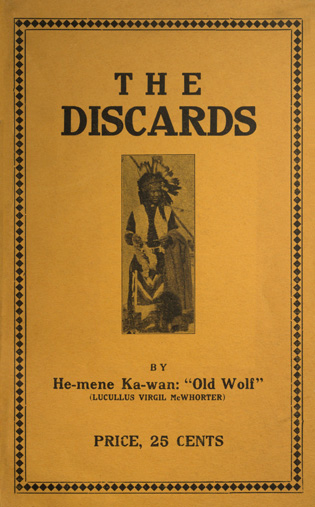 THE
DISCARDS
BY
He-mene Ka-wan: “Old Wolf”
(LUCULLUS VIRGIL McWHORTER)
PRICE, 25 CENTS